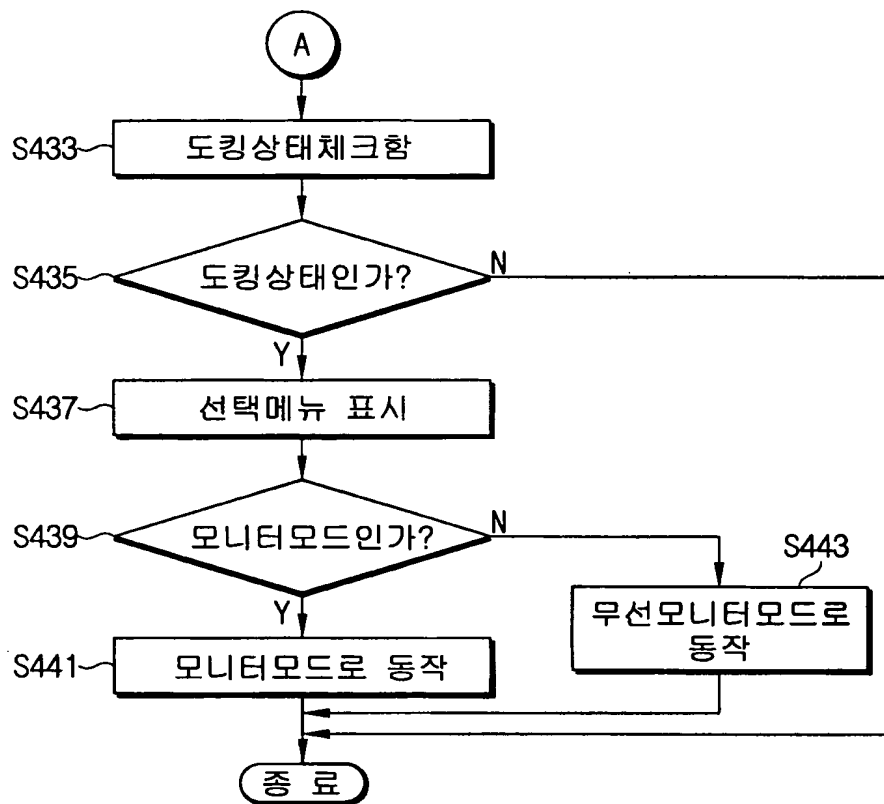 A
S433
도킹상태체크함
S435
도킹상태인가?
N
Y
S437
선택메뉴 표시
S439
모니터모드인가?
N
S443
Y
무선모니터모드로
동작
S441
모니터모드로 동작
종 료